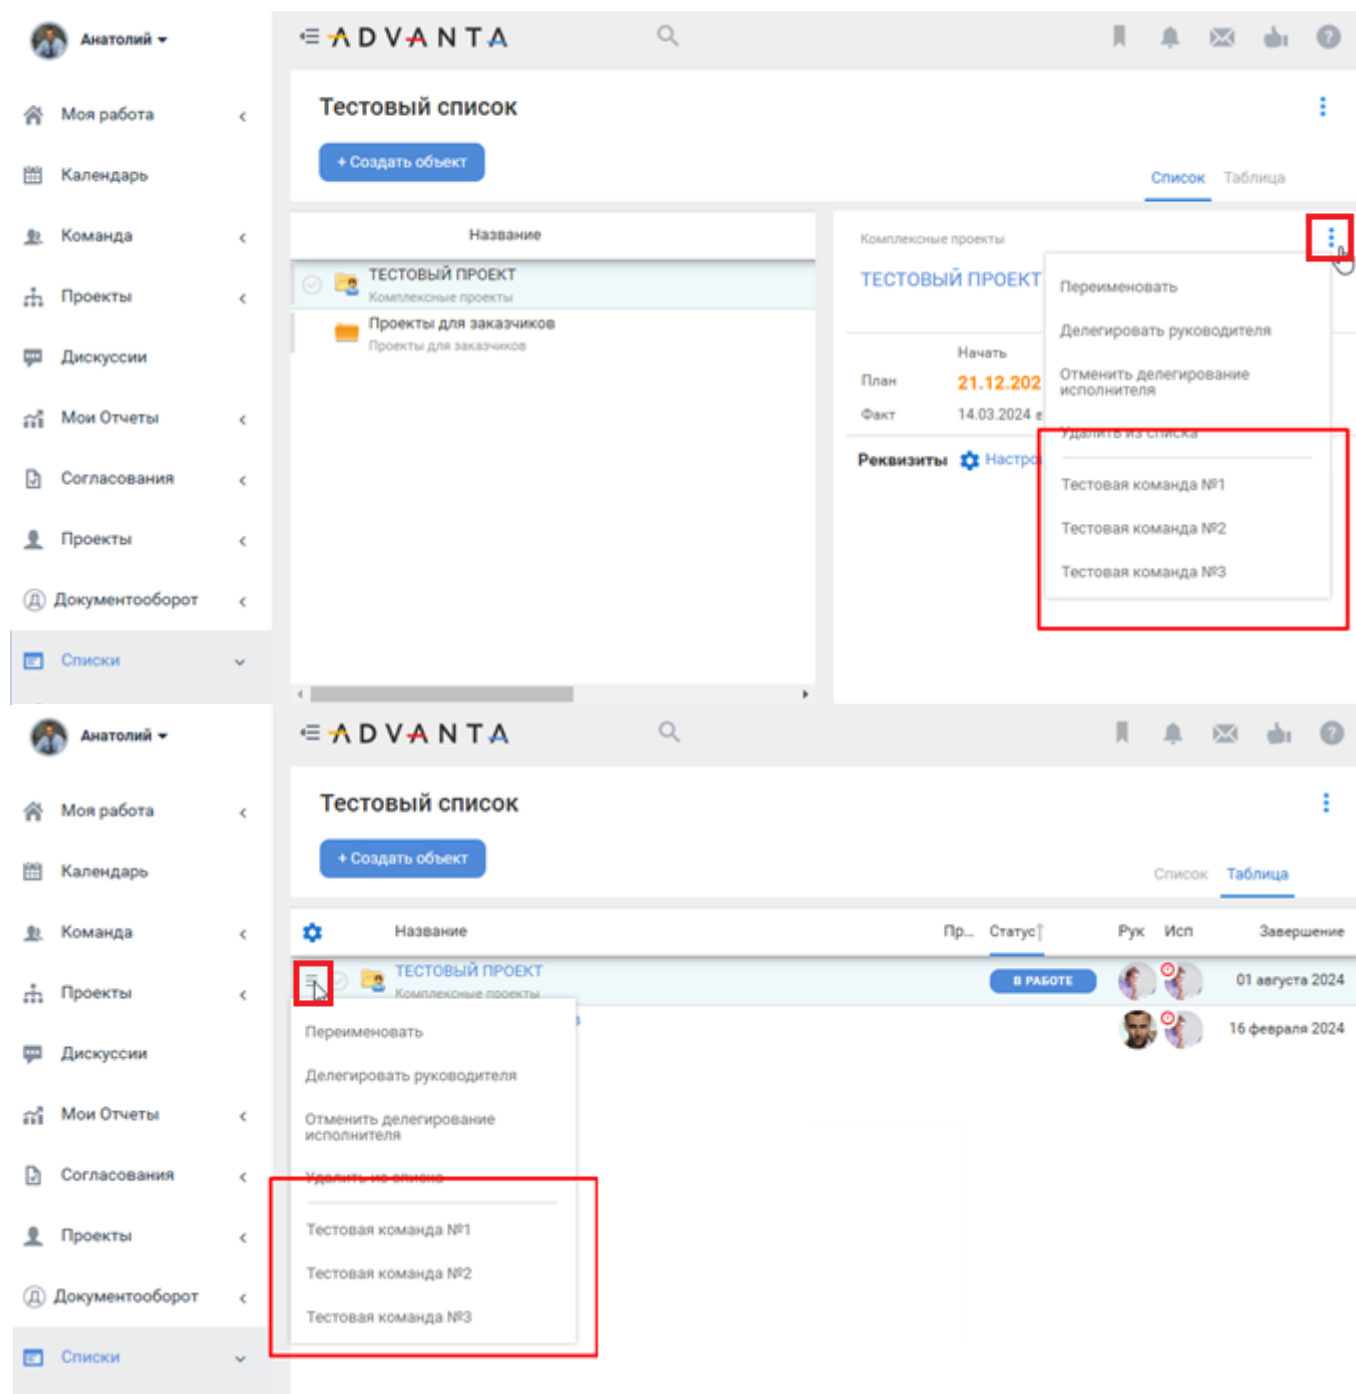 Анатолий
ADVANTA
Моя работа
Календарь
Команда
Проекты
Дискуссии
Мои Отчеты
Согласования
Проекты
Документооборот
Списки
Тестовый список
+ Создать объект
Список Таблица
Название
ТЕСТОВЫЙ ПРОЕКТ
Комплексные проекты
Проекты для заказчиков
Проекты для заказчиков
Комплексные проекты
ТЕСТОВЫЙ ПРОЕКТ
Начать
План 21.12.202
Факт 14.03.2024 в
Реквизиты Настро
Переименовать
Делегировать руководителя
Отменить делегирование
исполнителя
Удалить из списка
Тестовая команда №1
Тестовая команда №2
Тестовая команда №3
Анатолий
ADVANTA
Моя работа
Календарь
Команда
Проекты
Дискуссии
Мои Отчеты
Согласования
Проекты
Документооборот
Списки
Тестовый список
+ Создать объект
Список Таблица
Название Пр... Статус Рук Исп Завершение
ТЕСТОВЫЙ ПРОЕКТ В РАБОТЕ 01 августа 2024
Комплексные проекты
в 16 февраля 2024
Переименовать
Делегировать руководителя
Отменить делегирование
исполнителя
Удалить из списка
Тестовая команда №1
Тестовая команда №2
Тестовая команда №3